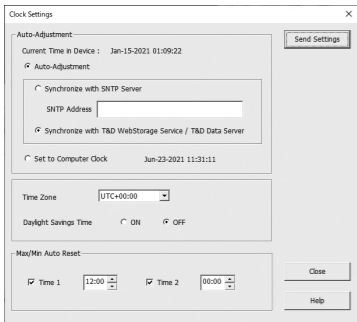 Clock Settings
Auto-Adjustment
Current Time in Device : Jan-15-2021 01:09:22
Auto-Adjustment
Synchronize with SNTP Server
SNTP Address
Synchronize with T&D WebStorage Service / T&D Data Server
Set to Computer Clock Jun-23-2021 11:31:11
Time Zone UTC+00:00
Daylight Savings Time ON OFF
Max/Min Auto Reset
Time 1 12:00 Time 2 00:00
Send Settings
Close
Help